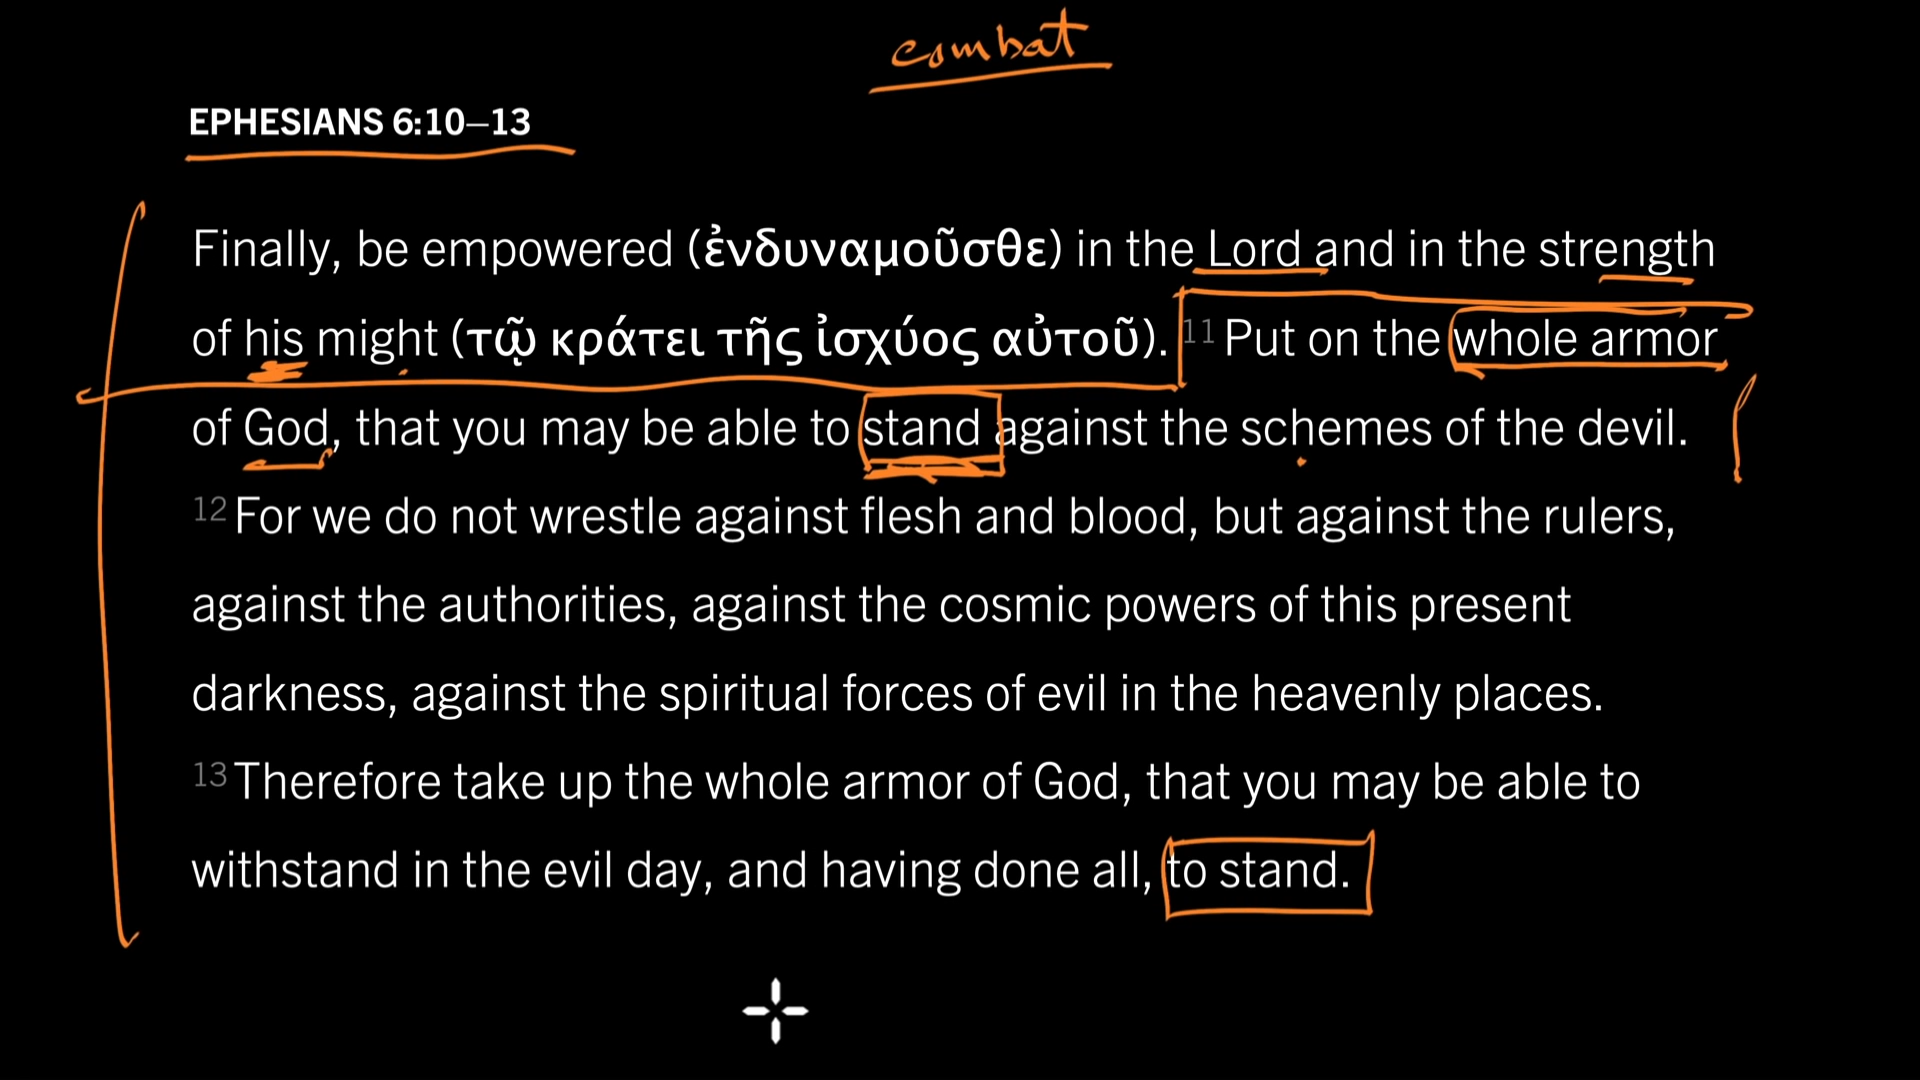 combat
EPHESIANS 6:10–13
Finally, be empowered (ἐνδυναμοῦσθε) in the Lord and in the strength
of his might (τῷ κράτει τῆς ἰσχύος αὐτοῦ). 11 Put on the whole armor
of God, that you may be able to stand against the schemes of the devil.
12 For we do not wrestle against flesh and blood, but against the rulers,
against the authorities, against the cosmic powers of this present
darkness, against the spiritual forces of evil in the heavenly places.
13 Therefore take up the whole armor of God, that you may be able to
withstand in the evil day, and having done all, to stand.